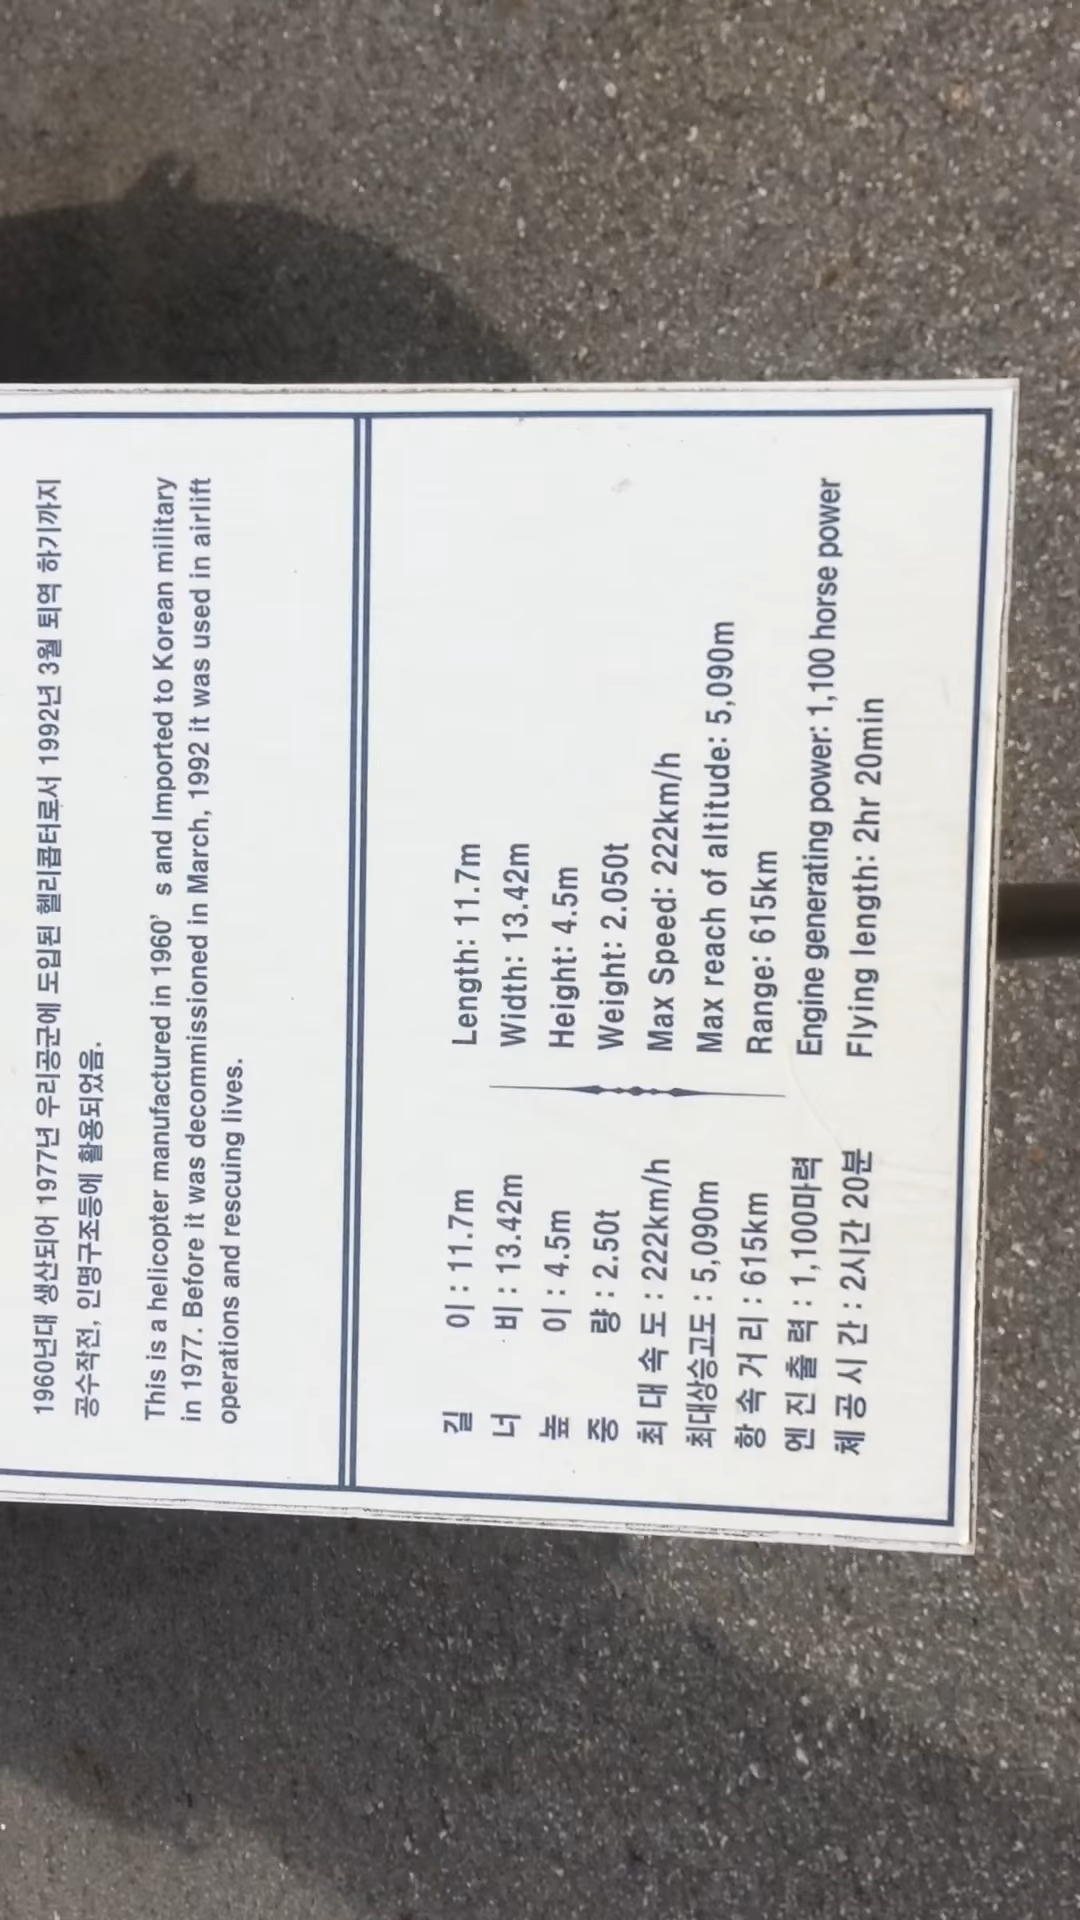 1960년대 생산되어 1977년 우리공군에 도입된 헬리콥터로서 1992년 3월 퇴역 하기까지
공수작전, 인명구조등에 활용되었음.
This is a helicopter manufactured in 1960's and Imported to Korean military
in 1977. Before it was decommissioned in March, 1992 it was used in airlift
operations and rescuing lives.
길 이 : 11.7m
너 비 : 13.42m
높 이 : 4.5m
중 량 : 2.50t
최 대 속 도 : 222km/h
최대상승고도 : 5,090m
항 속 거 리 : 615km
엔 진 출 력 : 1,100마력
체 공 시 간 : 2시간 20분
Length: 11.7m
Width: 13.42m
Height: 4.5m
Weight: 2.050t
Max Speed: 222km/h
Max reach of altitude: 5,090m
Range: 615km
Engine generating power: 1,100 horse power
Flying length: 2hr 20min